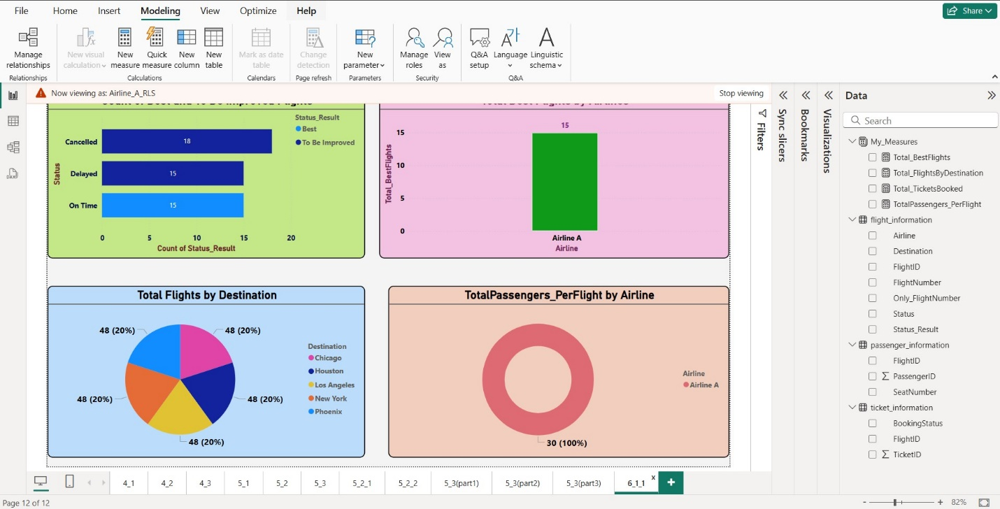 File Home Insert Modeling View Optimize Help Share
Manage relationships
New visual calculation
New measure
Quick measure
New column
New table
Mark as date table
Change detection
New parameter
Manage roles
View as
Q&A setup
Language
Linguistic schema
Relationships Calculations Calendars Page refresh Parameters Security Q&A
Now viewing as: Airline_A_RLS Stop viewing
Count of Best and To Be Improved Flights
Status_Result
Best
To Be Improved
Status
Cancelled 18
Delayed 15
On Time 15
0 5 10 15 20
Count of Status_Result
Total Best Flights by Airlines
15
Total_BestFlights
15
10
5
0
Airline A
Airline
Total Flights by Destination
48 (20%) 48 (20%)
48 (20%) 48 (20%)
48 (20%)
Destination
Chicago
Houston
Los Angeles
New York
Phoenix
TotalPassengers_PerFlight by Airline
Airline
Airline A
30 (100%)
Filters
Sync slicers
Bookmarks
Visualizations
Data
Search
My_Measures
Total_BestFlights
Total_FlightsByDestination
Total_TicketsBooked
TotalPassengers_PerFlight
flight_information
Airline
Destination
FlightID
FlightNumber
Only_FlightNumber
Status
Status_Result
passenger_information
FlightID
PassengerID
SeatNumber
ticket_information
BookingStatus
FlightID
TicketID
4_1 4_2 4_3 5_1 5_2 5_3 5_2_1 5_2_2 5_3(part1) 5_3(part2) 5_3(part3) 6_1_1 x +
Page 12 of 12 - + 82%